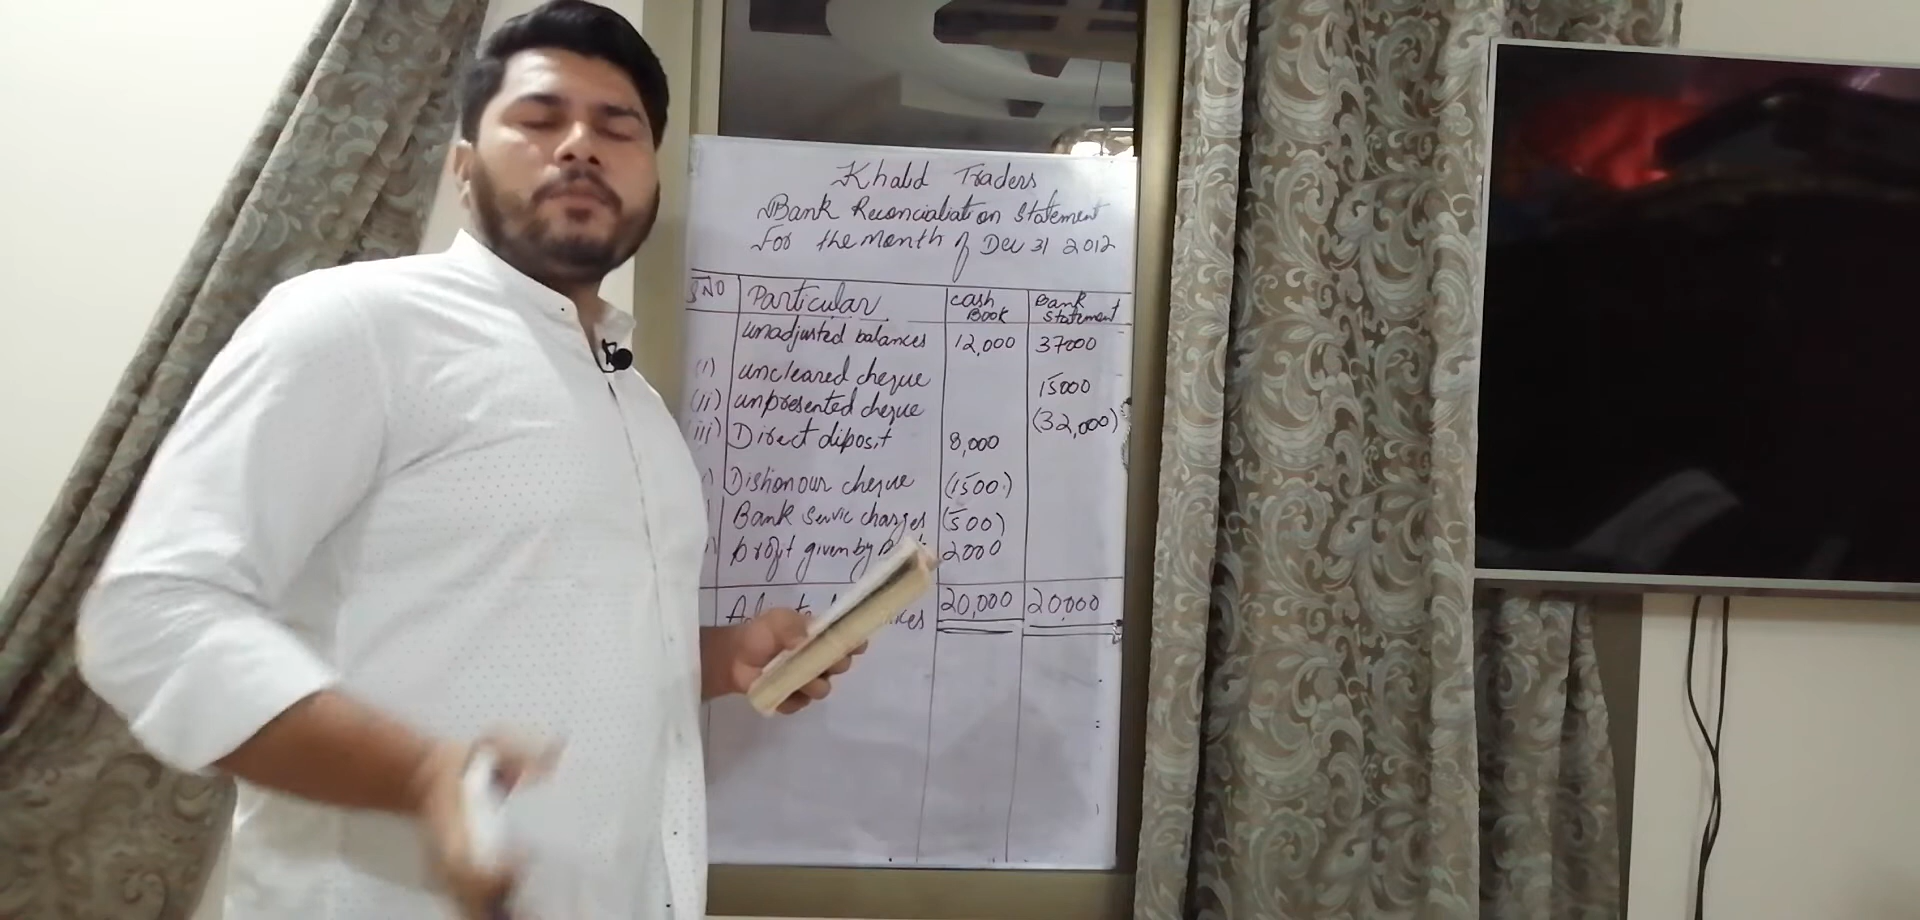 Khalid Traders
Bank Reconcialiation Statement
For the month of Dec 31 2012
S.NO Particular Cash Book Bank Statement
unadjusted balances 12,000 37000
(i) uncleared cheque 15000
(ii) unpresented cheque (32,000)
(iii) Direct diposit 8,000
Dishonour cheque (1500)
Bank Servic charges (500)
profit given by 2000
20,000 20000